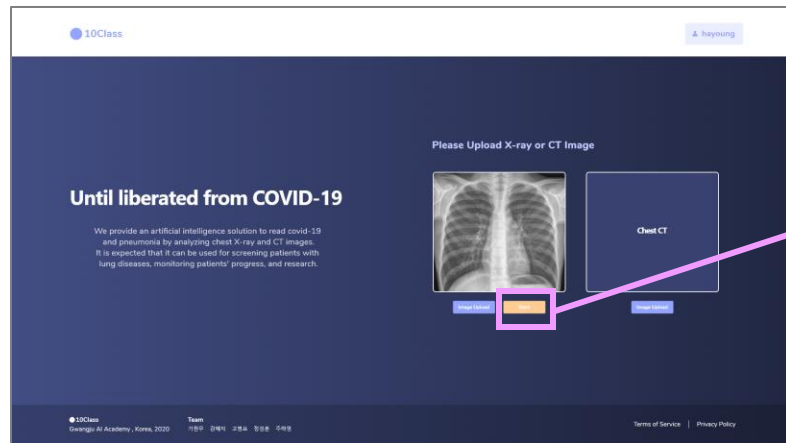 10Class
hayoung
Please Upload X-ray or CT Image
Until liberated from COVID-19
We provide an artificial intelligence solution to read covid-19
and pneumonia by analyzing chest X-ray and CT images.
It is expected that it can be used for screening patients with
lung diseases, monitoring patients' progress, and research.
Chest CT
Image Upload
Image Upload
10Class
Gwangju AI Academy , Korea, 2020
Team
Terms of Service | Privacy Policy